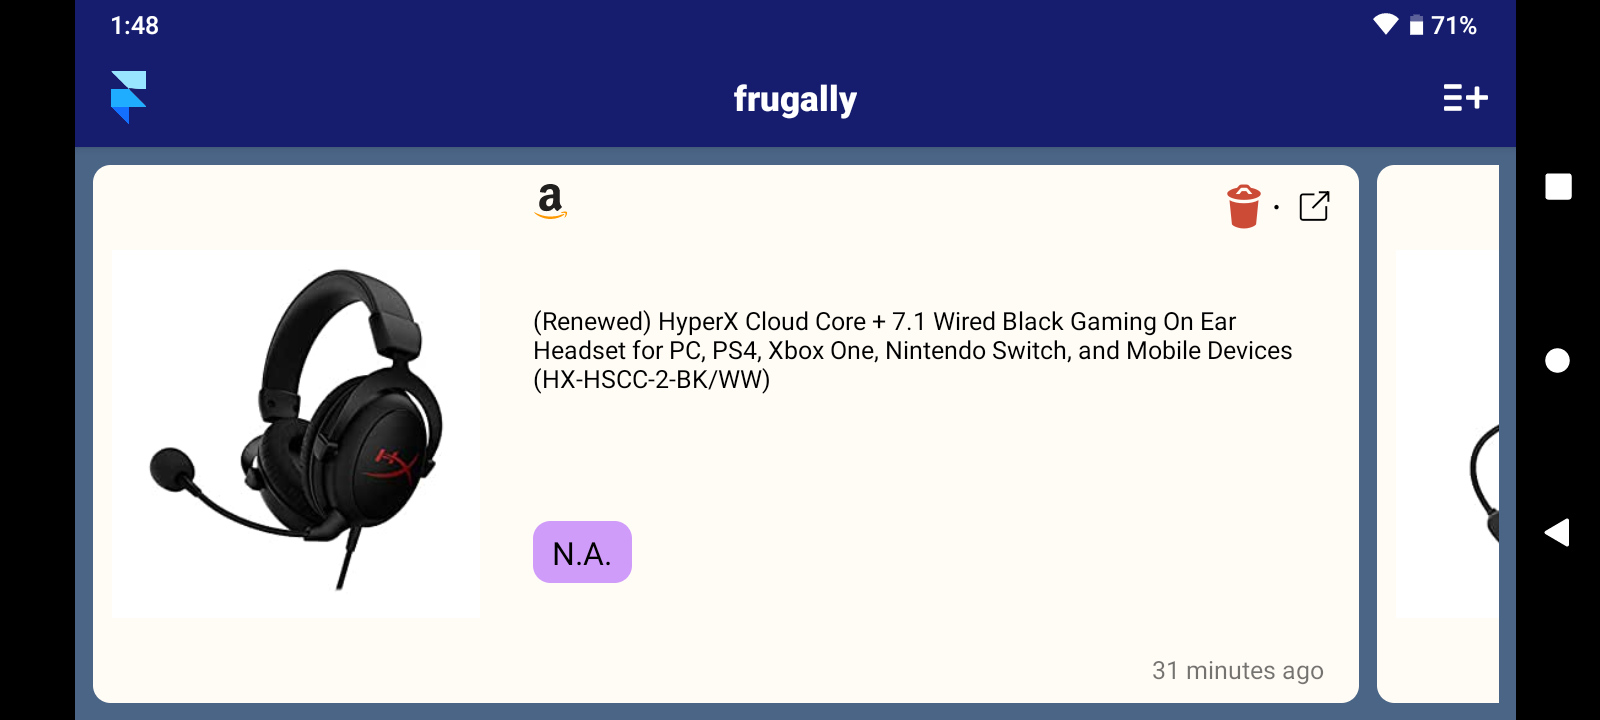 1:48
71%
frugally
a
(Renewed) HyperX Cloud Core + 7.1 Wired Black Gaming On Ear
Headset for PC, PS4, Xbox One, Nintendo Switch, and Mobile Devices
(HX-HSCC-2-BK/WW)
HX
N.A.
31 minutes ago